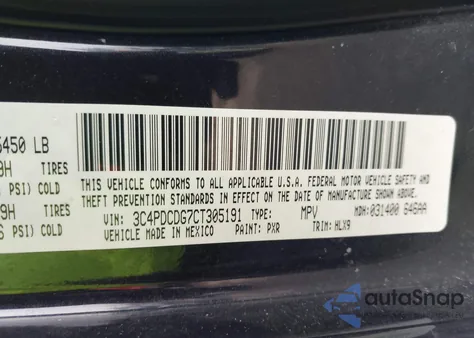 5450 LB
9H TIRES
PSI) COLD
9H TIRES
PSI) COLD
THIS VEHICLE CONFORMS TO ALL APPLICABLE U.S.A. FEDERAL MOTOR VEHICLE SAFETY AND
THEFT PREVENTION STANDARDS IN EFFECT ON THE DATE OF MANUFACTURE SHOWN ABOVE.
VIN: 3C4PDCDG7CT305191 TYPE: MPV MDH: 031400 646AA
VEHICLE MADE IN MEXICO PAINT: PXR TRIM: HLX9
autoSnap